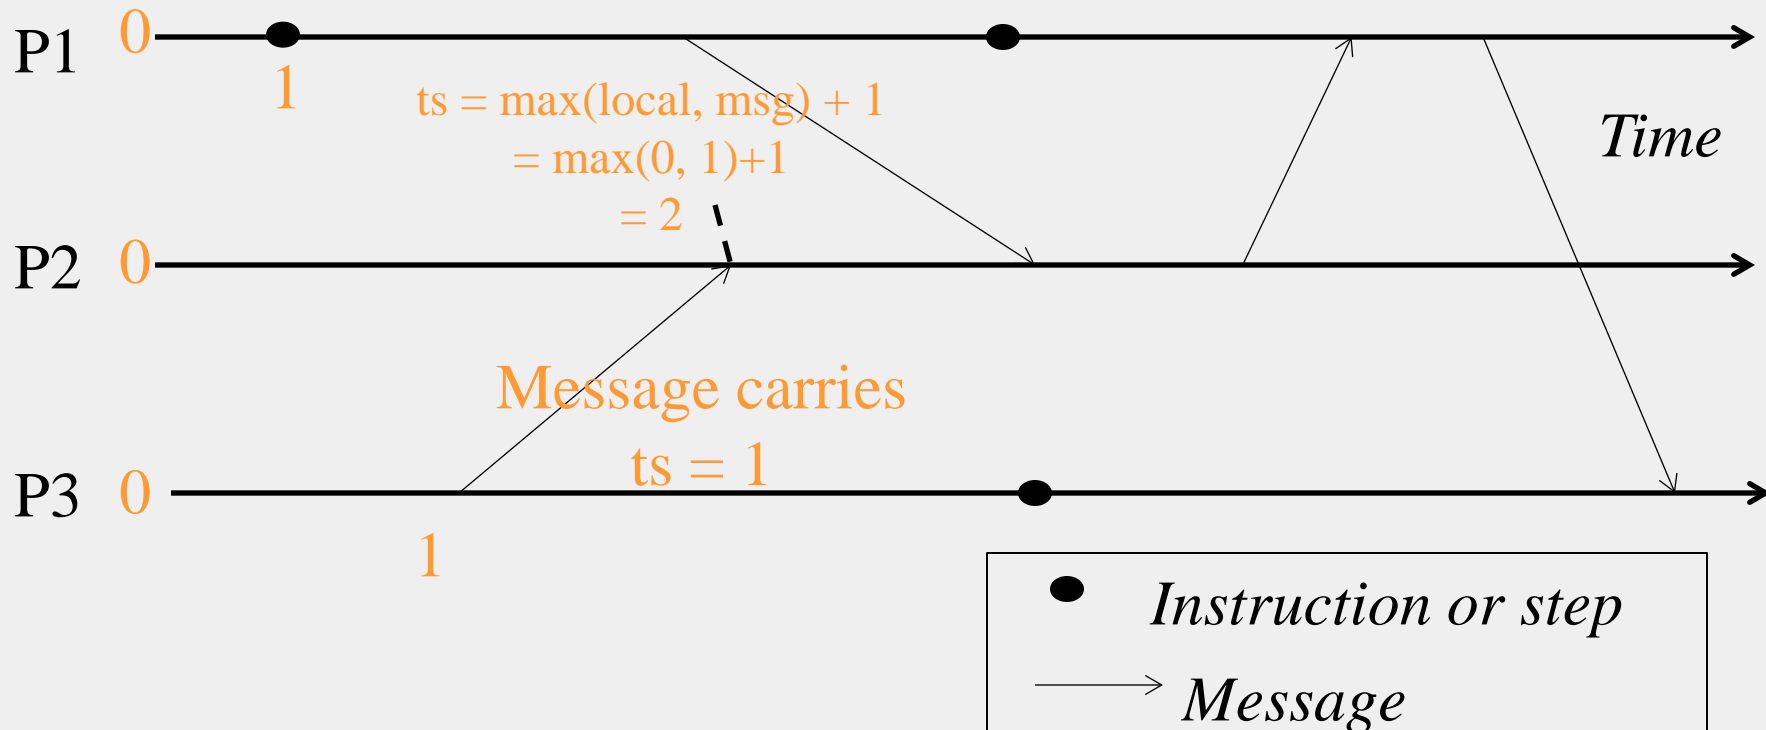 P1 0
1
ts = max(local, msg) + 1
= max(0, 1)+1
= 2
Time
P2 0
Message carries
ts = 1
P3 0
1
Instruction or step
Message